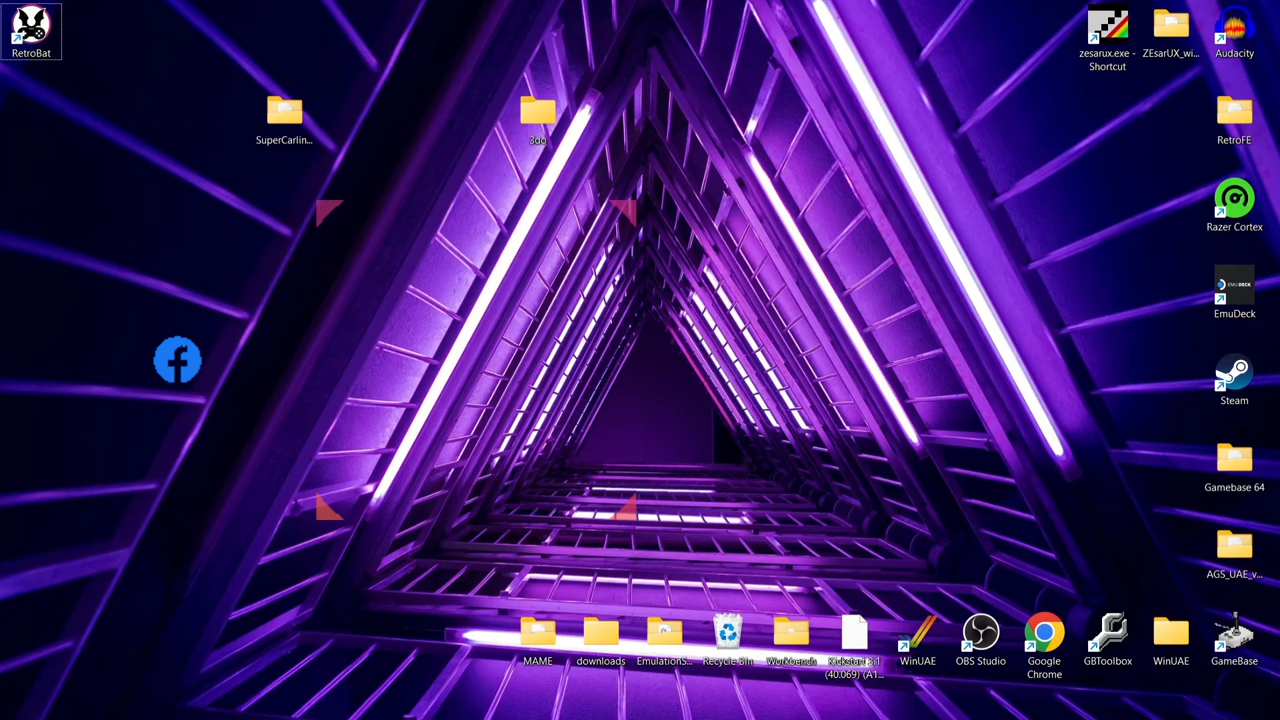 RetroBat
zesarux.exe -
Shortcut
ZEsarUX_wi...
Audacity
SuperCarlin...
3do
RetroFE
Razer Cortex
EMUDECK
EmuDeck
Steam
Gamebase 64
AGS_UAE_v...
MAME
downloads
EmulationS...
Recycle Bin
Workbench
Kickstart 3.1
(40.069) (A1...
WinUAE
OBS Studio
Google
Chrome
GBToolbox
WinUAE
GameBase